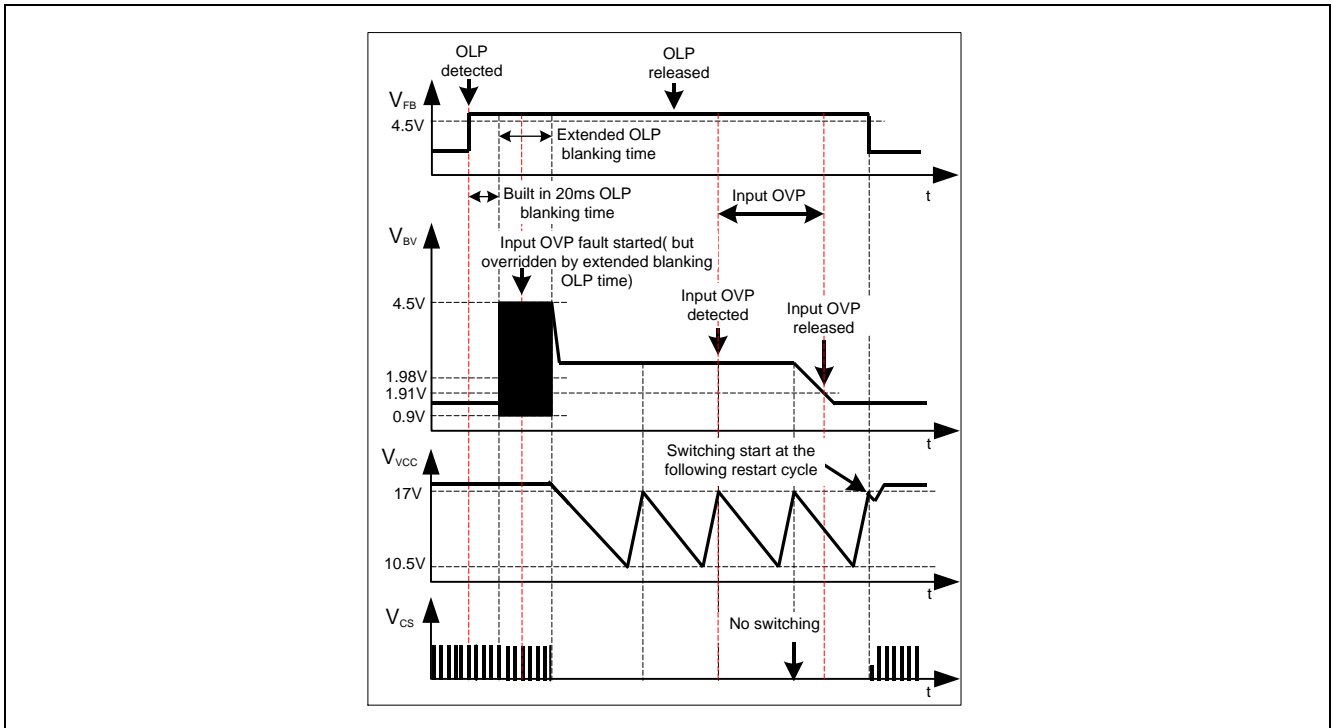 OLP
detected
OLP
released
VFB
4.5V
Extended OLP
blanking time
t
Built in 20ms OLP
blanking time
Input OVP
VBV
Input OVP fault started( but
overridden by extended blanking
OLP time)
4.5V
Input OVP
detected
Input OVP
released
1.98V
1.91V
0.9V
t
VVCC
Switching start at the
following restart cycle
17V
10.5V
t
VCS
No switching
t